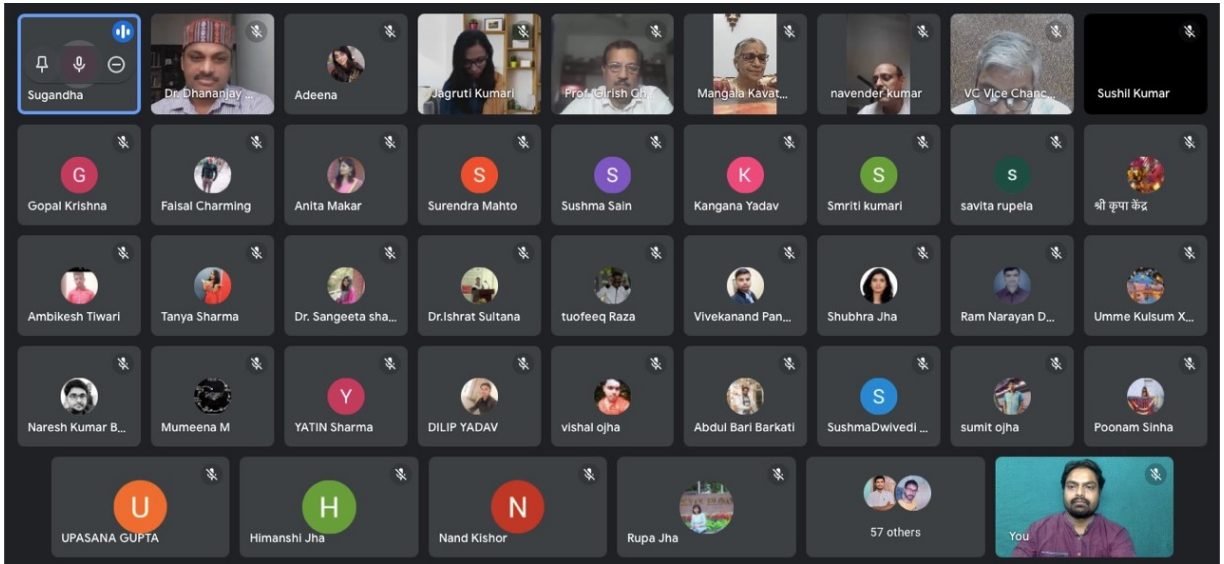 Sugandha
Dr. Dhananjay ...
Adeena
Jagruti Kumari
Prof. Girish Ch...
Mangala Kavat...
navender kumar
VC Vice Chanc...
Sushil Kumar
G
Gopal Krishna
Faisal Charming
Anita Makar
S
Surendra Mahto
S
Sushma Sain
K
Kangana Yadav
S
Smriti kumari
s
savita rupela
श्री कृपा केंद्र
Ambikesh Tiwari
Tanya Sharma
Dr. Sangeeta sha...
Dr.Ishrat Sultana
tuofeeq Raza
Vivekanand Pan...
Shubhra Jha
Ram Narayan D...
Umme Kulsum X...
Naresh Kumar B...
Mumeena M
Y
YATIN Sharma
DILIP YADAV
vishal ojha
Abdul Bari Barkati
S
SushmaDwivedi ...
sumit ojha
Poonam Sinha
U
UPASANA GUPTA
H
Himanshi Jha
N
Nand Kishor
Rupa Jha
57 others
You